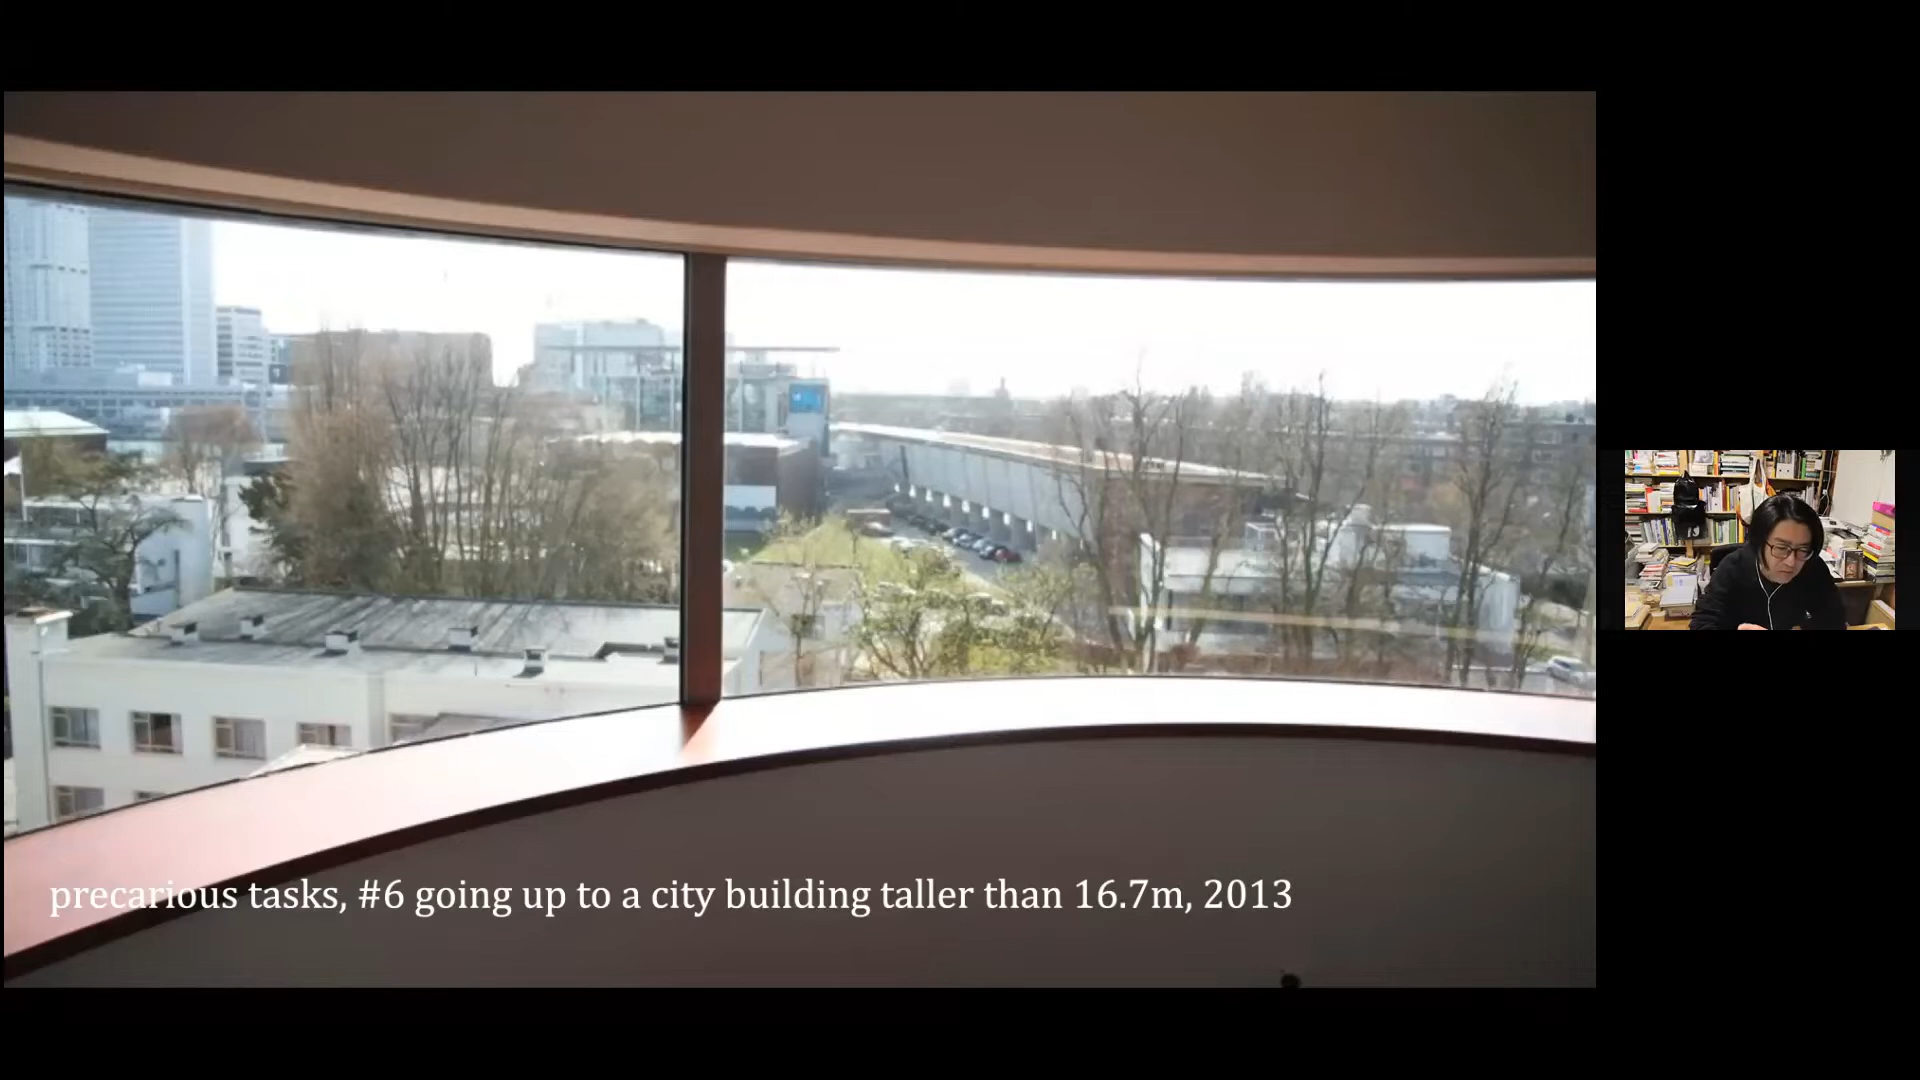 precarious tasks, #6 going up to a city building taller than 16.7m, 2013